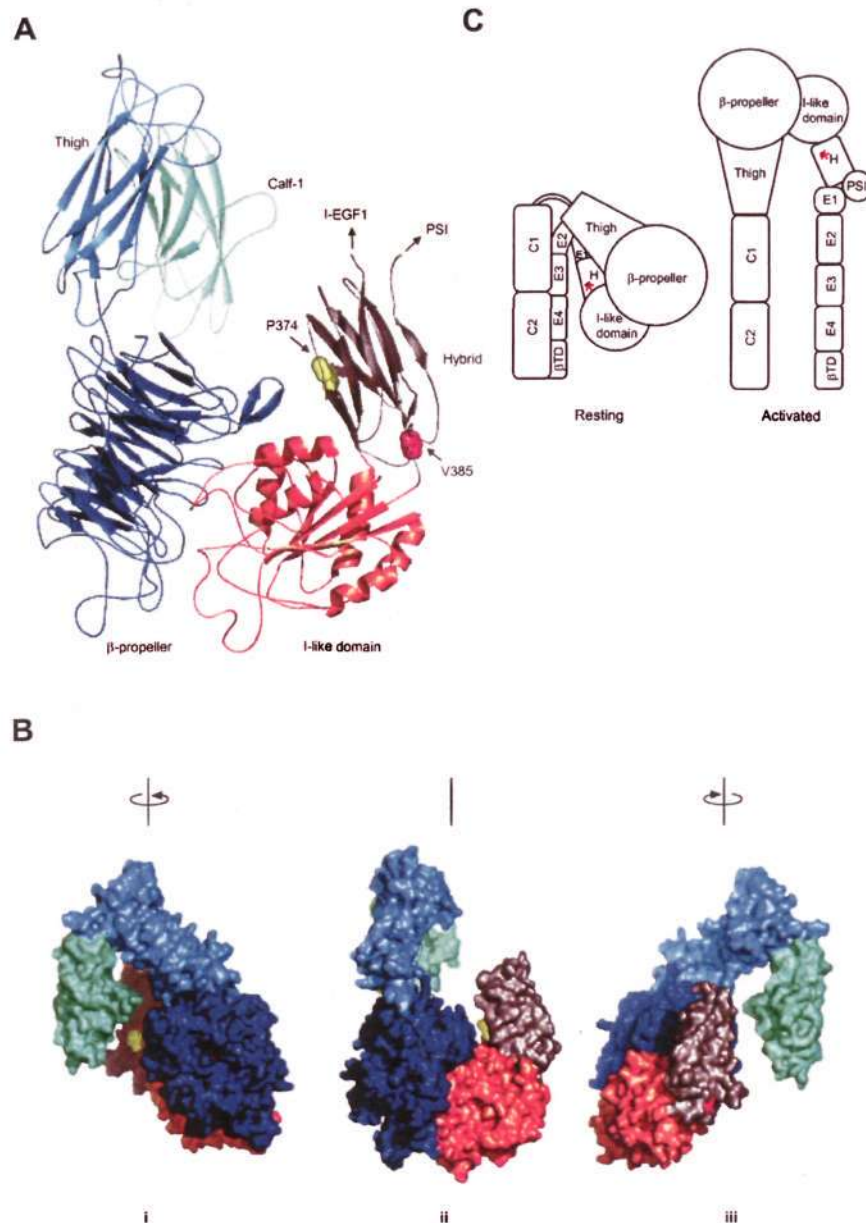 A
Thigh
Calf-1
I-EGF1
PSI
P374
Hybrid
V385
β-propeller
I-like domain
C
C1
C2
E2
E3
E4
βTD
E1
H
Thigh
β-propeller
I-like
domain
Resting
β-propeller
I-like
domain
Thigh
H
PSI
E1
C1
C2
E2
E3
E4
βTD
Activated
B
i
ii
iii